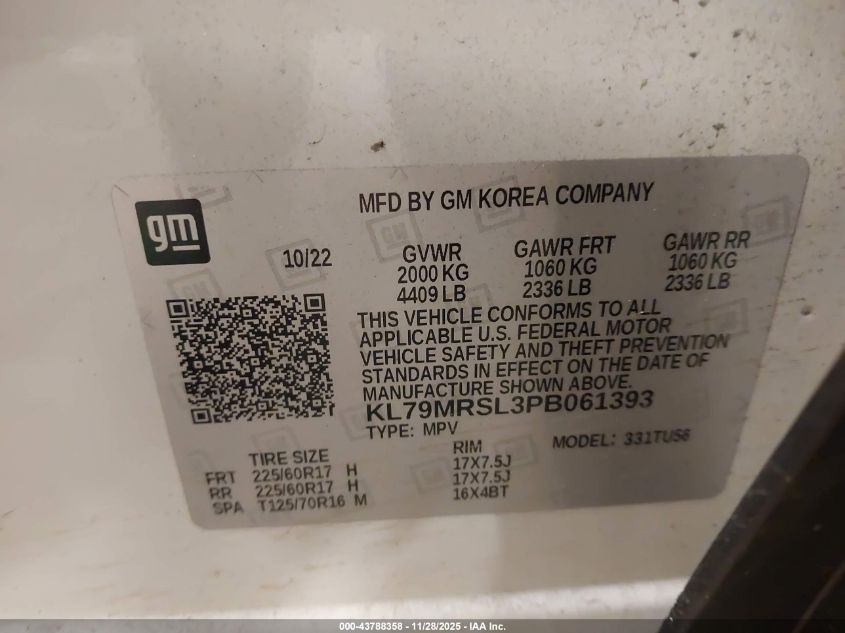 gm
MFD BY GM KOREA COMPANY
10/22
GVWR GAWR FRT GAWR RR
2000 KG 1060 KG 1060 KG
4409 LB 2336 LB 2336 LB
THIS VEHICLE CONFORMS TO ALL
APPLICABLE U.S. FEDERAL MOTOR
VEHICLE SAFETY AND THEFT PREVENTION
STANDARDS IN EFFECT ON THE DATE OF
MANUFACTURE SHOWN ABOVE.
KL79MRSL3PB061393
TYPE: MPV MODEL: 331TUS6
TIRE SIZE RIM
FRT 225/60R17 H 17X7.5J
RR 225/60R17 H 17X7.5J
SPA T125/70R16 M 16X4BT
000-43788358 - 11/28/2025 - IAA Inc.